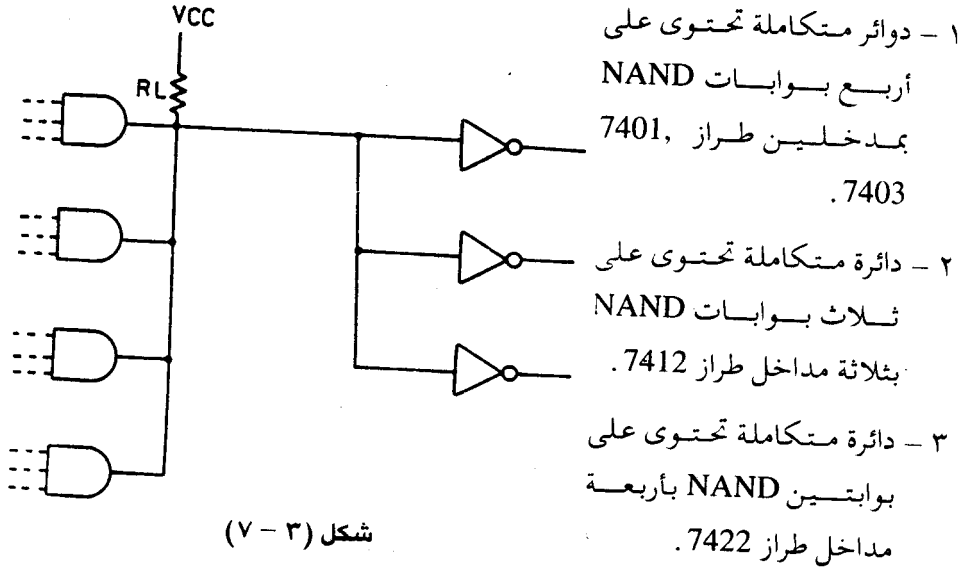 VCC
RL
١ – دوائر متكاملة تحتوى على
أربع بوابات NAND
بمدخلين طراز 7401,
7403.
٢ – دائرة متكاملة تحتوى على
ثلاث بوابات NAND
بثلاثة مداخل طراز 7412.
٣ – دائرة متكاملة تحتوى على
بوابتين NAND بأربعة
مداخل طراز 7422.
شكل (٣ – ٧)